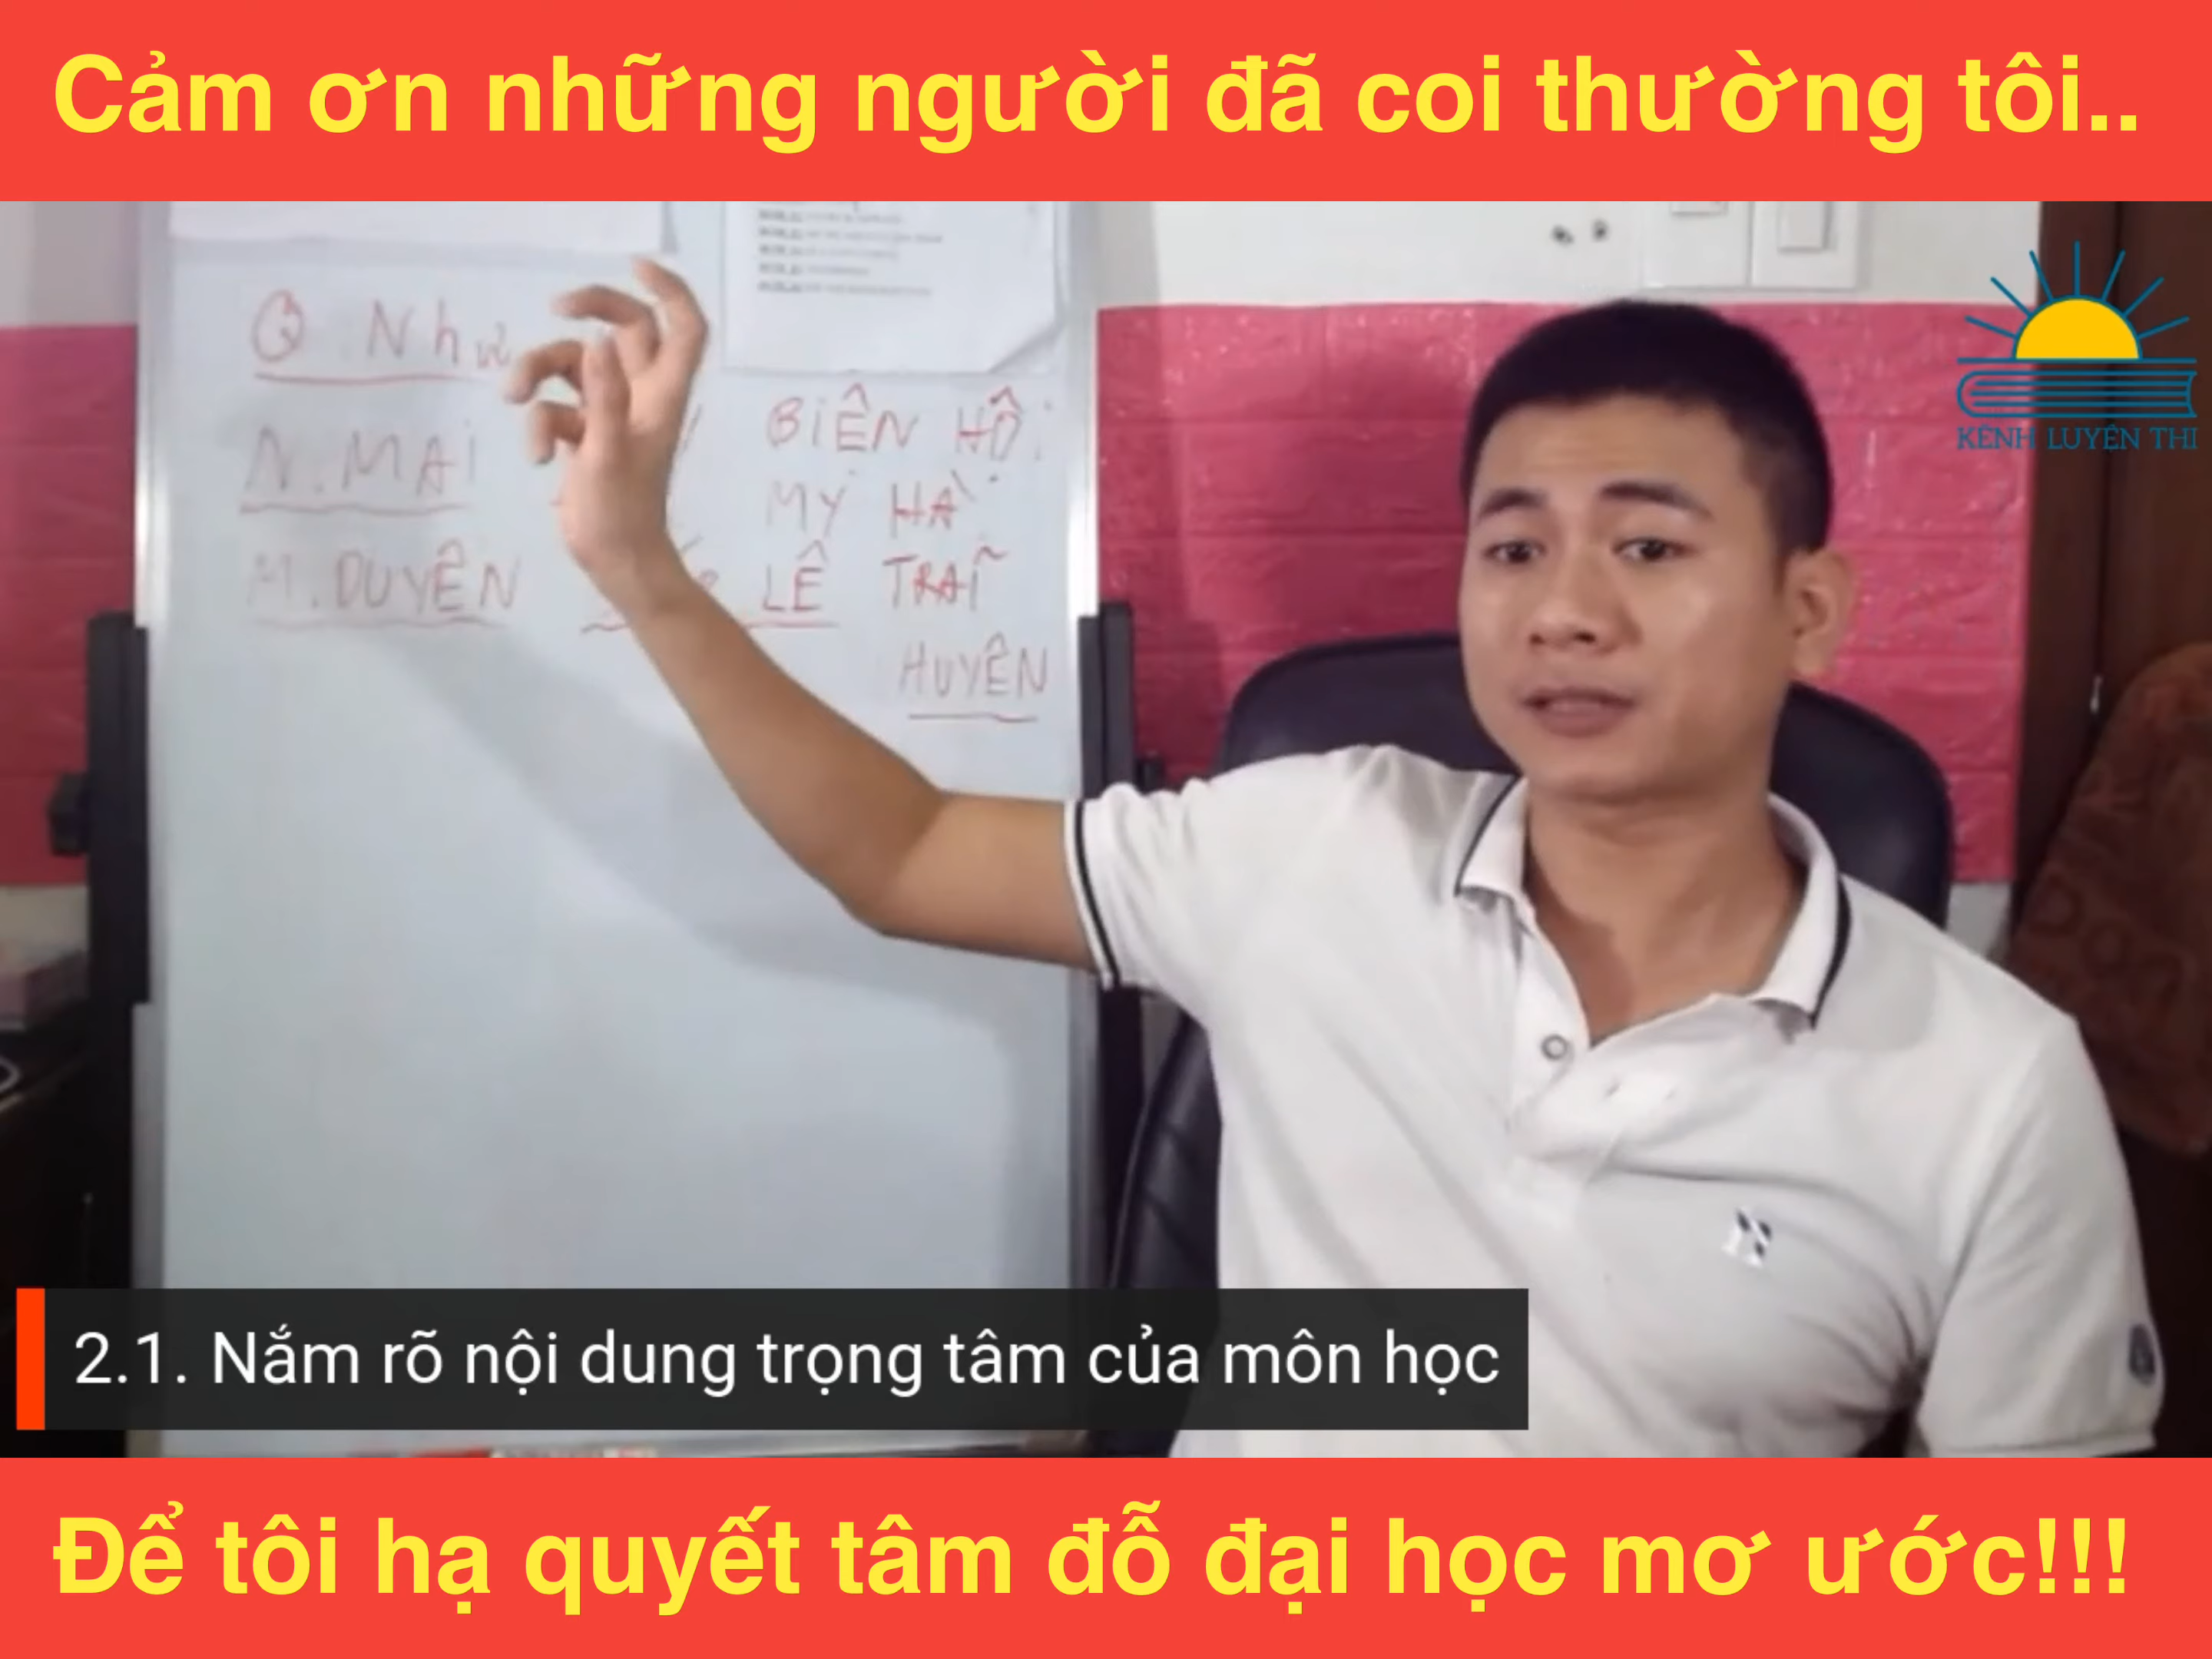 Cảm ơn những người đã coi thường tôi..
Q. Như
N. MAI
M. DUYÊN
BIÊN HỘI
MỸ HÀ
LÊ TRÃI
HUYÊN
KÊNH LUYỆN THI
2.1. Nắm rõ nội dung trọng tâm của môn học
Để tôi hạ quyết tâm đỗ đại học mơ ước!!!